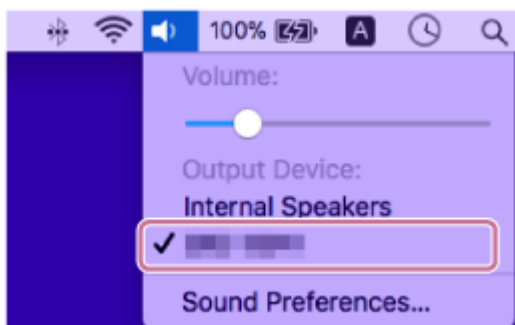 100% A
Volume:
Output Device:
Internal Speakers
Sound Preferences...